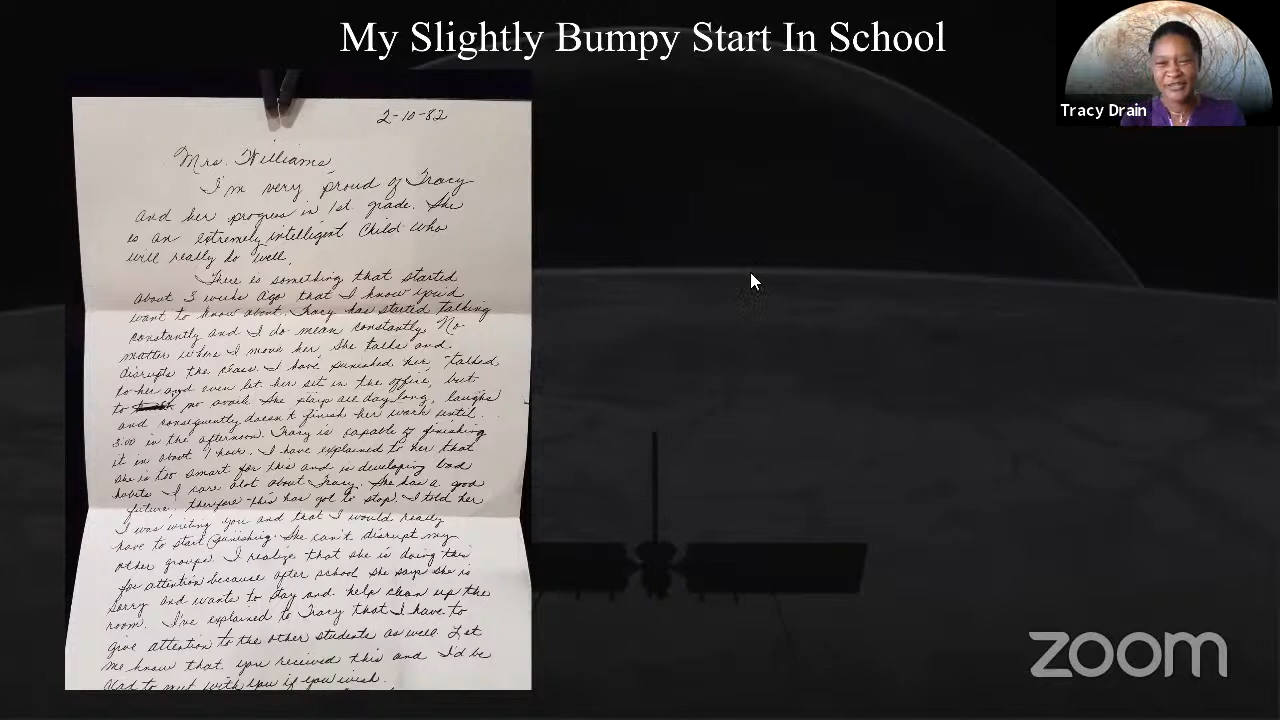 My Slightly Bumpy Start In School
Tracy Drain
2-10-82
Mrs. Williams
I'm very proud of Tracy
and her progress in 1st grade. She
is an extremely intelligent Child who
will really do well.
There is something that started
about 3 weeks ago that I know you'd
want to know about. Tracy has started talking
constantly and I do mean constantly. No
matter where I move her, she talks and
disrupts the class. I have punished her, talked
to her and even let her sit in the office, but
to no avail. She plays all day long, laughs
and consequently doesn't finish her work until
3:00 in the afternoon. Tracy is capable of finishing
it in about 1 hour. I have explained to her that
she is too smart for this and is developing bad
habits. I care alot about Tracy. She has a good
future, therefore this has got to stop. I told her
I was writing you and that I would really
have to start punishing. She can't disrupt my
other groups. I realize that she is doing this
for attention because after school she says she is
sorry and wants to stay and help clean up the
room. I've explained to Tracy that I have to
give attention to the other students as well. Let
me know that you received this and I'd be
glad to meet with you if you wish.
zoom